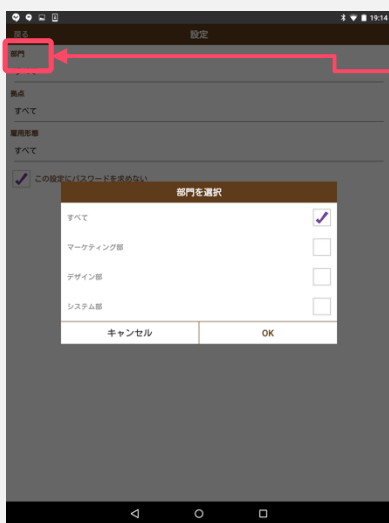 19:14
戻る
設定
部門
拠点
すべて
雇用形態
すべて
この設定にパスワードを求めない
部門を選択
すべて
マーケティング部
デザイン部
システム部
キャンセル
OK